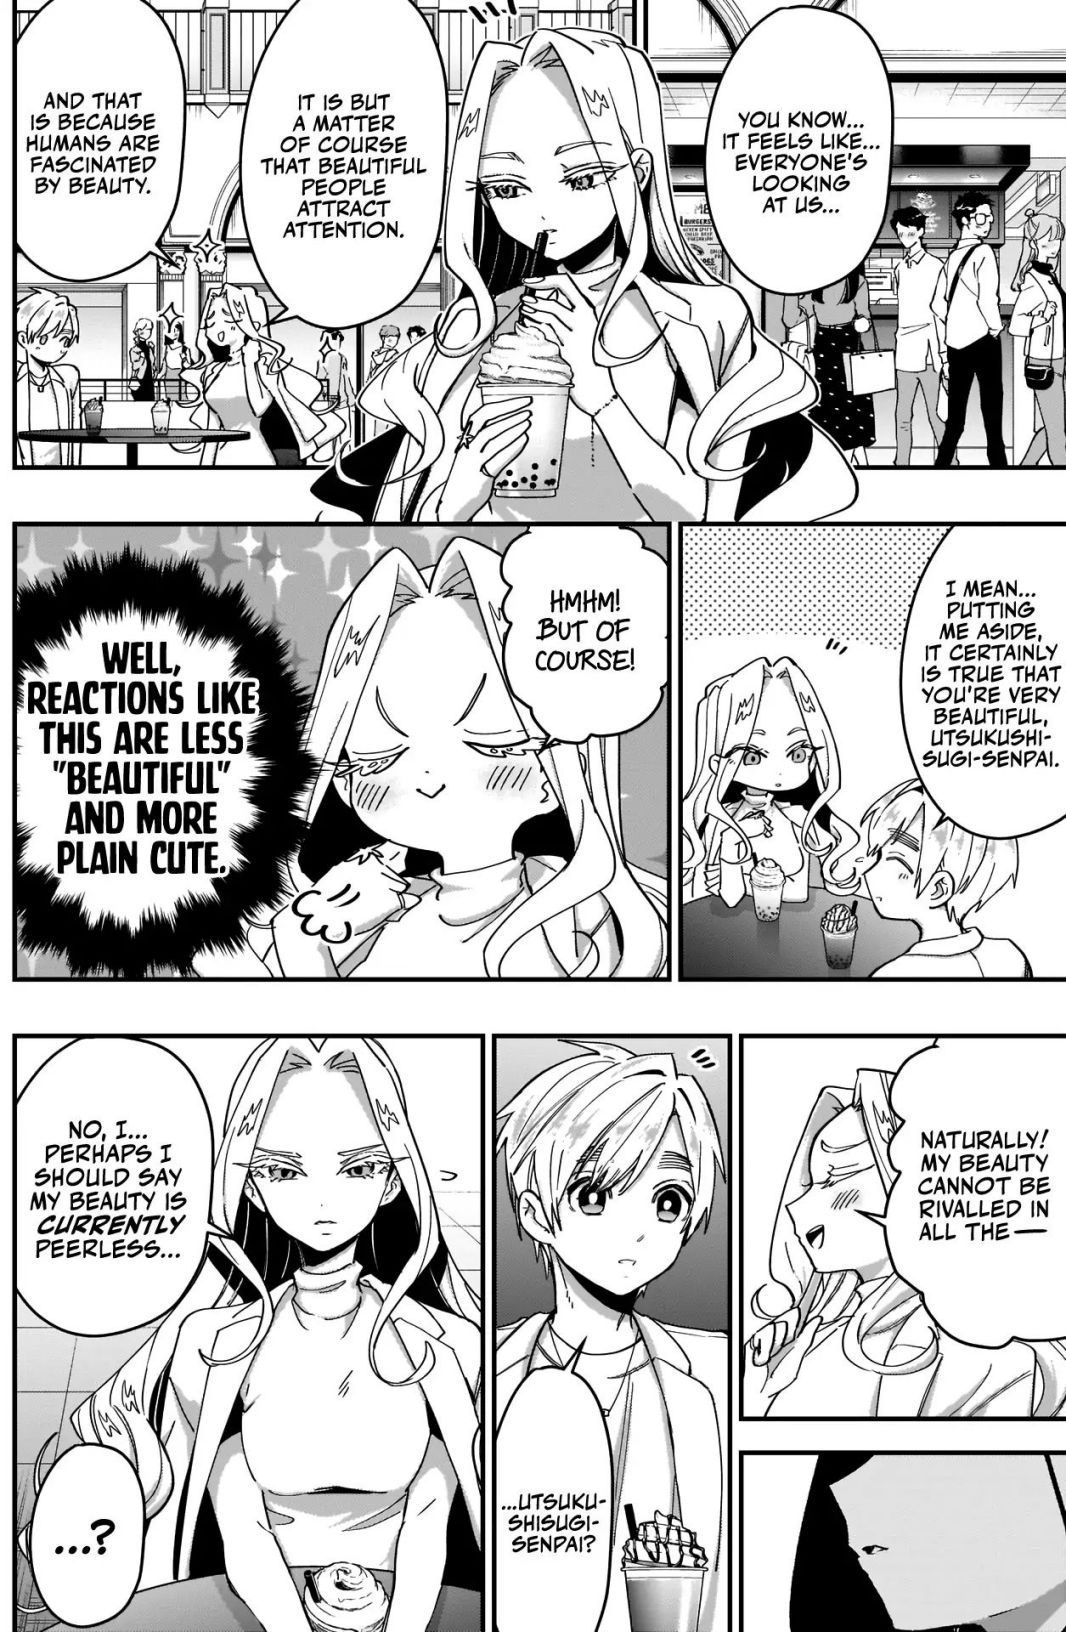 YOU KNOW...
IT FEELS LIKE...
EVERYONE'S
LOOKING
AT US...
IT IS BUT
A MATTER
OF COURSE
THAT BEAUTIFUL
PEOPLE
ATTRACT
ATTENTION.
AND THAT
IS BECAUSE
HUMANS ARE
FASCINATED
BY BEAUTY.
ME
BURGERS
I MEAN...
PUTTING
ME ASIDE,
IT CERTAINLY
IS TRUE THAT
YOU'RE VERY
BEAUTIFUL,
UTSUKUSHI-
SUGI-SENPAI.
HMHM!
BUT OF
COURSE!
WELL,
REACTIONS LIKE
THIS ARE LESS
"BEAUTIFUL"
AND MORE
PLAIN CUTE.
NATURALLY!
MY BEAUTY
CANNOT BE
RIVALLED IN
ALL THE—
...UTSUKU-
SHISUGI-
SENPAI?
NO, I...
PERHAPS I
SHOULD SAY
MY BEAUTY IS
CURRENTLY
PEERLESS...
...?